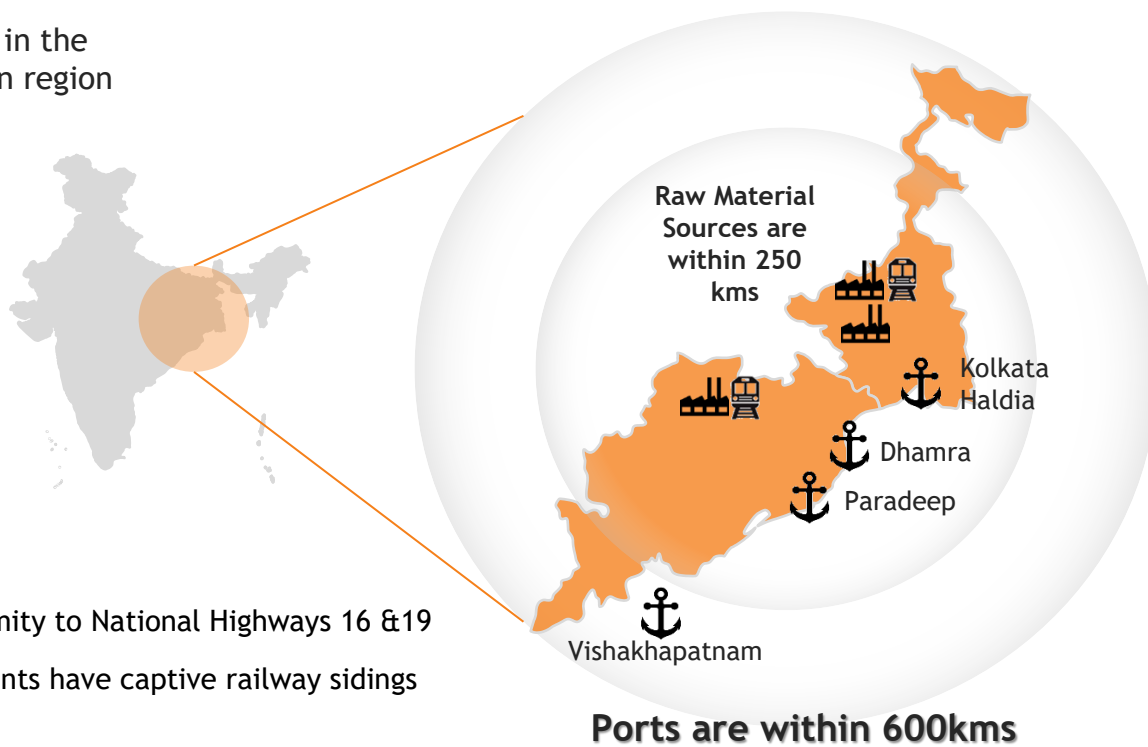 in the
n region
Raw Material
Sources are
within 250
kms
Kolkata
Haldia
Dhamra
Paradeep
Vishakhapatnam
mity to National Highways 16 &19
nts have captive railway sidings
Ports are within 600kms